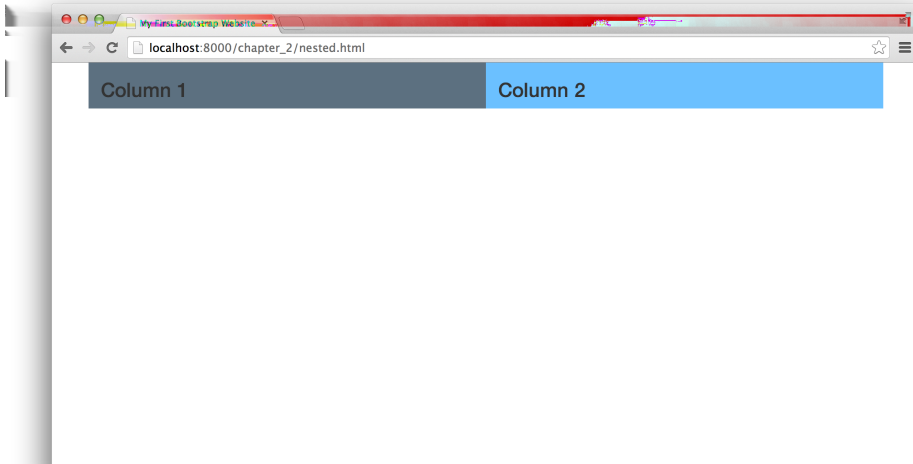 My First Bootstrap Website
localhost:8000/chapter_2/nested.html
Column 1
Column 2